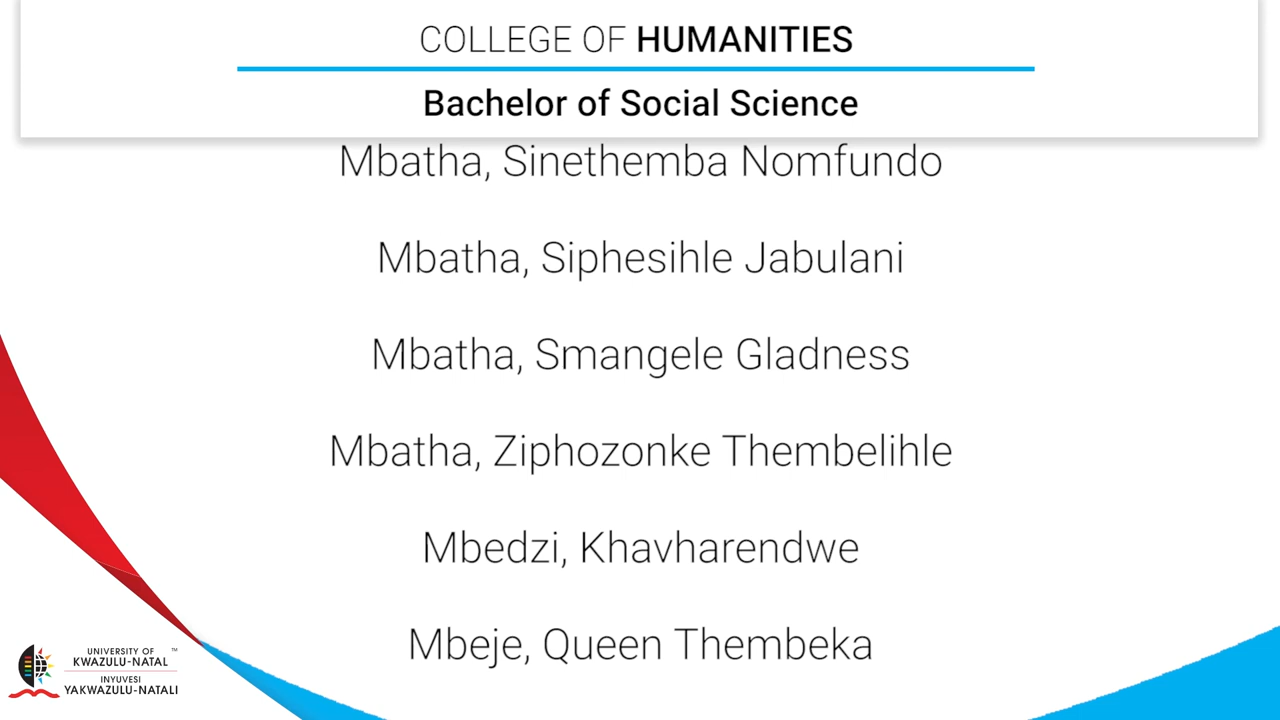 COLLEGE OF HUMANITIES
Bachelor of Social Science
Mbatha, Sinethemba Nomfundo
Mbatha, Siphesihle Jabulani
Mbatha, Smangele Gladness
Mbatha, Ziphozonke Thembelihle
Mbedzi, Khavharendwe
Mbeje, Queen Thembeka
UNIVERSITY OF ™
KWAZULU-NATAL
INYUVESI
YAKWAZULU-NATALI